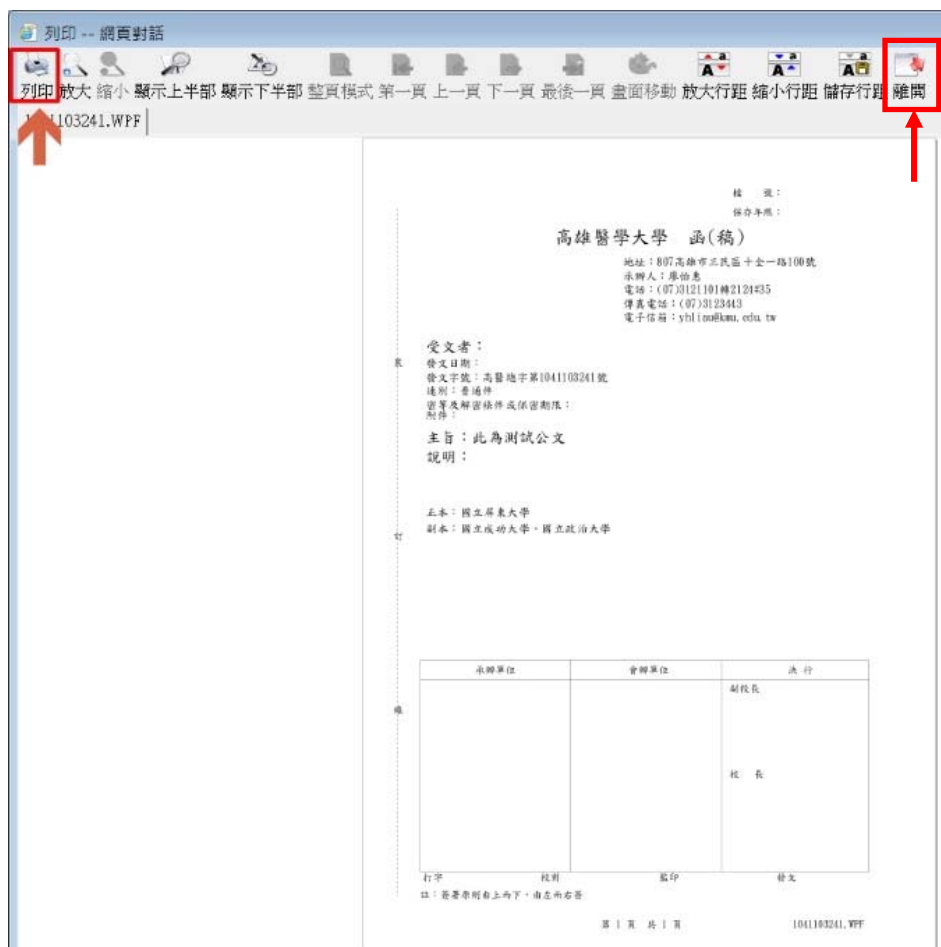 列印 -- 網頁對話
列印 放大 縮小 顯示上半部 顯示下半部 整頁模式 第一頁 上一頁 下一頁 最後一頁 畫面移動 放大行距 縮小行距 儲存行距 離開
1041103241.WPF
檔 號：
保存年限：
高雄醫學大學 函(稿)
地址：807高雄市三民區十全一路100號
承辦人：廖怡惠
電話：(07)3121101轉2124#35
傳真電話：(07)3123443
電子信箱：yhliau@kmu.edu.tw
受文者：
發文日期：
發文字號：高醫總字第1041103241號
速別：普通件
密等及解密條件或保密期限：
附件：
主旨：此為測試公文
說明：
正本：國立屏東大學
副本：國立成功大學、國立政治大學
裝
訂
線
承辦單位 會辦單位 決 行
副校長
校 長
打字 校對 監印 發文
註：簽署原則由上而下，由左而右簽
第 1 頁 共 1 頁 1041103241.WPF